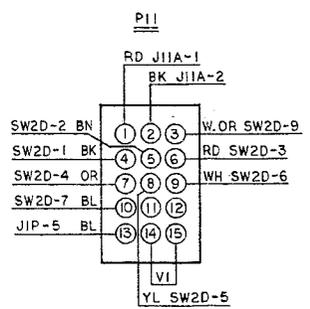 P11
RD J11A-1
BK J11A-2
SW2D-2 BN
1 2 3
W.OR SW2D-9
SW2D-1 BK
4 5 6
RD SW2D-3
SW2D-4 OR
7 8 9
WH SW2D-6
SW2D-7 BL
10 11 12
J1P-5 BL
13 14 15
V1
YL SW2D-5